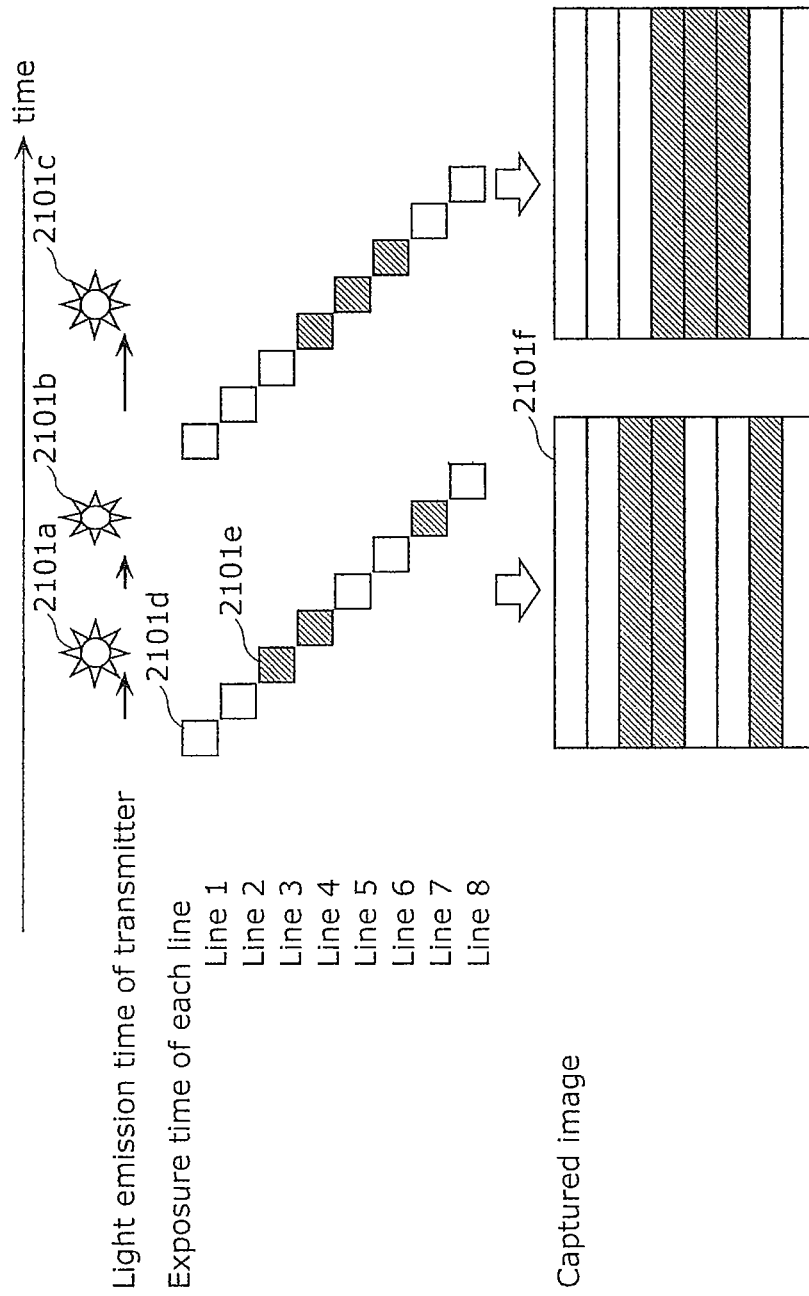 time
2101a
2101b
2101c
Light emission time of transmitter
2101d
2101e
Exposure time of each line
Line 1
Line 2
Line 3
Line 4
Line 5
Line 6
Line 7
Line 8
2101f
Captured image